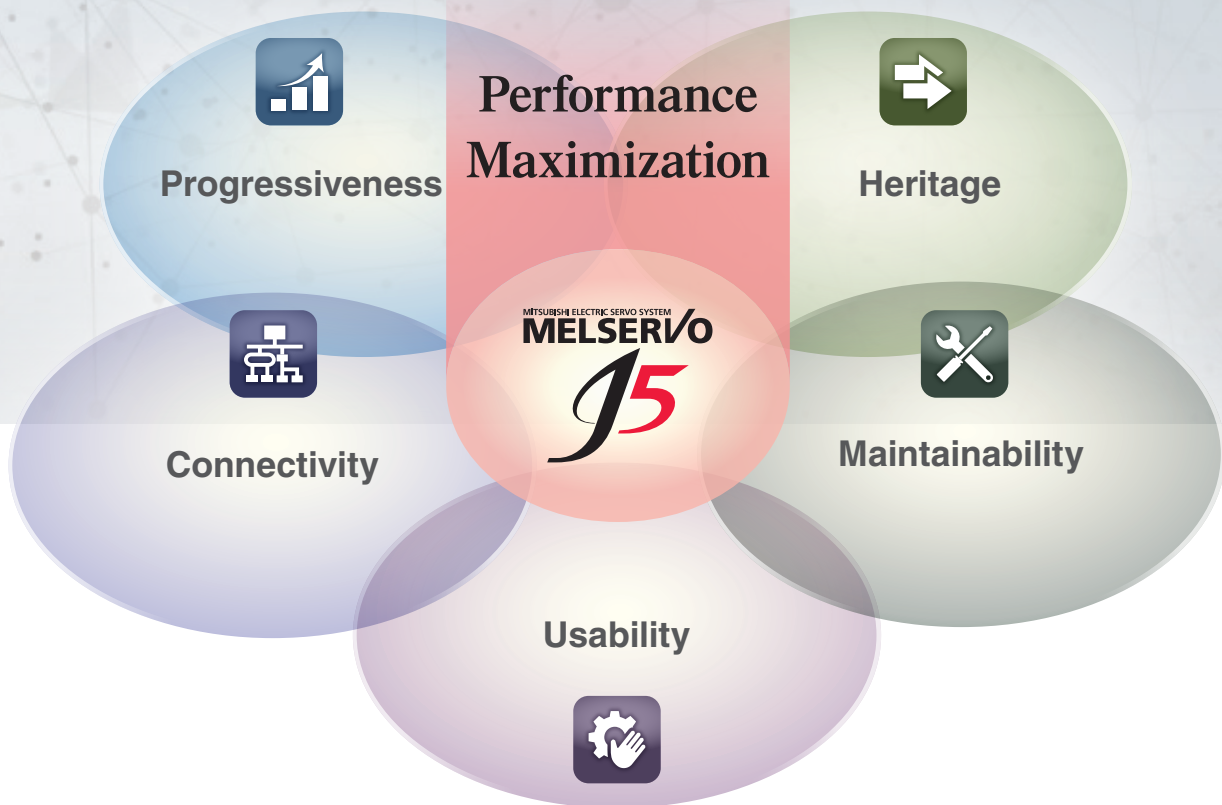 Performance
Maximization
Progressiveness
Heritage
MITSUBISHI ELECTRIC SERVO SYSTEM
MELSERVO
J5
Connectivity
Maintainability
Usability